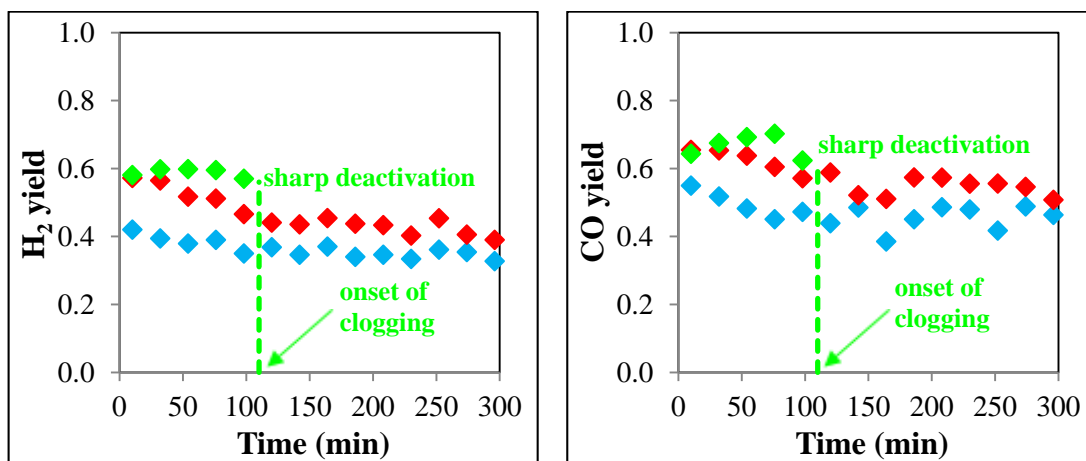 1.0
0.8
0.6
0.4
0.2
0.0
H2 yield
sharp deactivation
onset of
clogging
0 50 100 150 200 250 300
Time (min)
1.0
0.8
0.6
0.4
0.2
0.0
CO yield
sharp deactivation
onset of
clogging
0 50 100 150 200 250 300
Time (min)